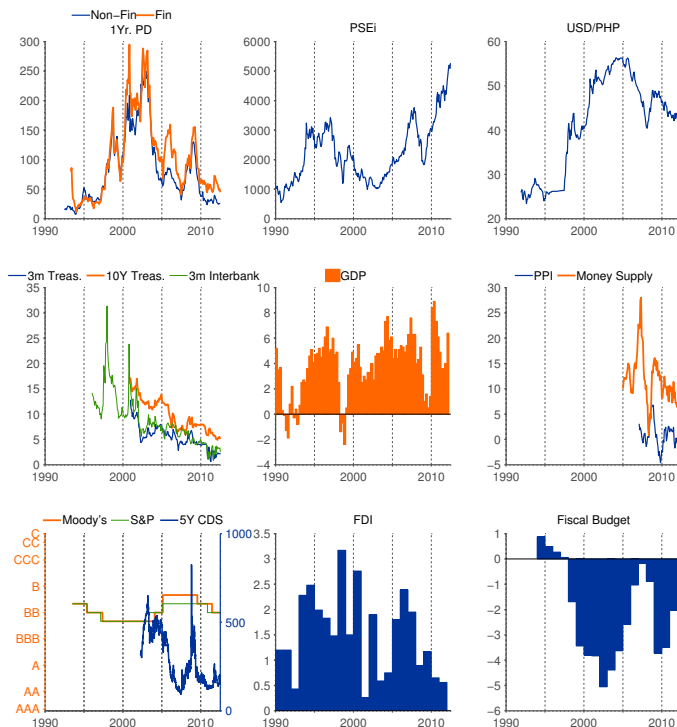 Non−Fin Fin
1Yr. PD
300
250
200
150
100
50
0
1990 2000 2010
PSEi
6000
5000
4000
3000
2000
1000
0
1990 2000 2010
USD/PHP
60
50
40
30
20
1990 2000 2010
3m Treas. 10Y Treas. 3m Interbank
35
30
25
20
15
10
5
0
1990 2000 2010
GDP
10
8
6
4
2
0
−2
−4
1990 2000 2010
PPI Money Supply
35
30
25
20
15
10
5
0
−5
1990 2000 2010
Moody's S&P 5Y CDS
C
CC
CCC
B
BB
BBB
A
AA
AAA
1000
500
0
1990 2000 2010
FDI
3.5
3
2.5
2
1.5
1
0.5
0
1990 2000 2010
Fiscal Budget
1
0
−1
−2
−3
−4
−5
−6
1990 2000 2010